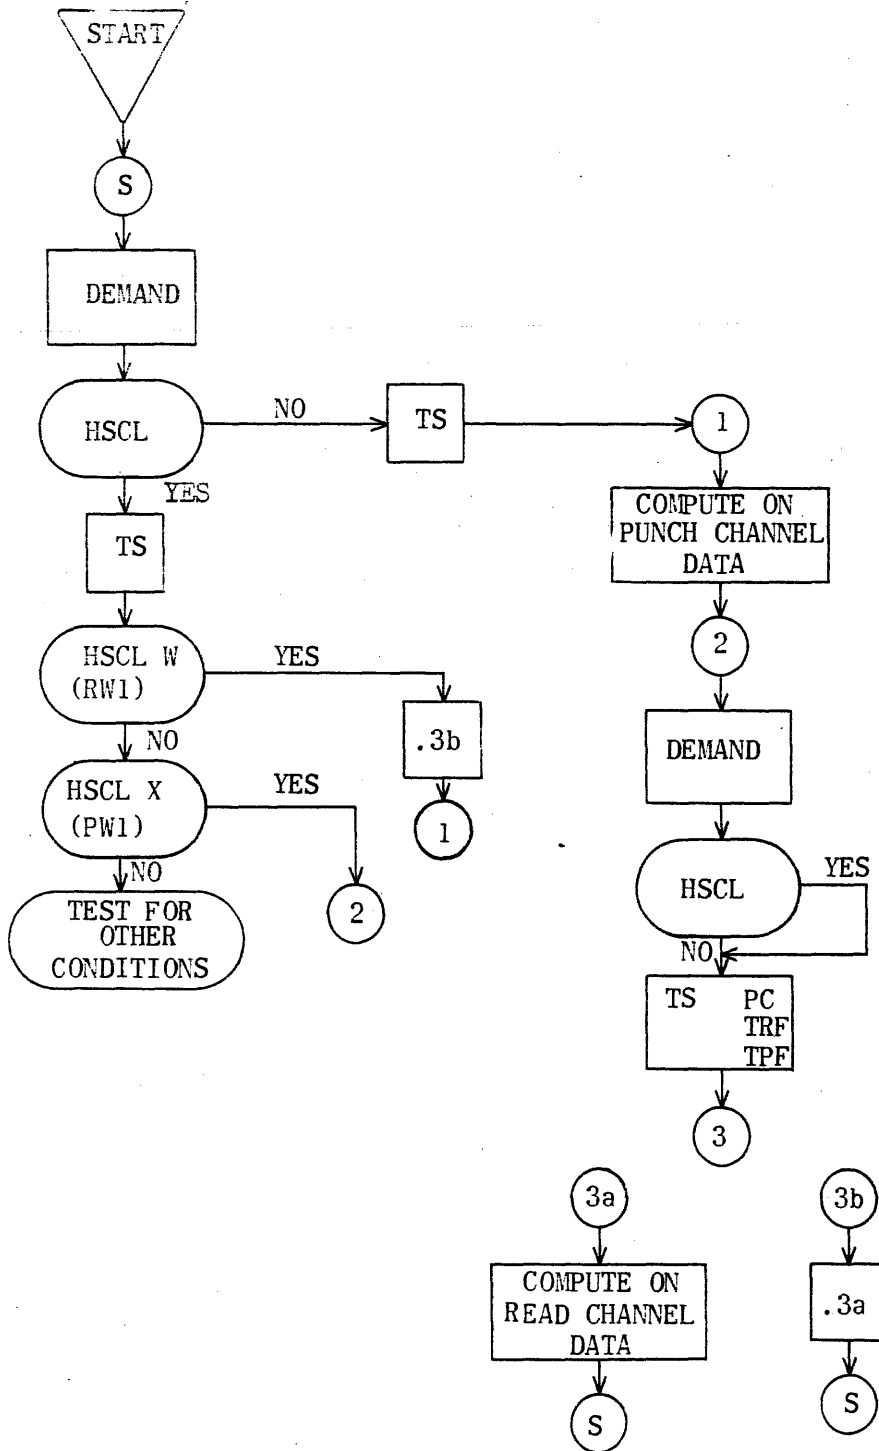 START
S
DEMAND
HSCL
NO
TS
1
YES
COMPUTE ON
PUNCH CHANNEL
DATA
TS
2
HSCL W
(RW1)
YES
.3b
NO
DEMAND
HSCL X
(PW1)
YES
1
HSCL
YES
NO
2
TEST FOR
OTHER
CONDITIONS
NO
TS PC
TRF
TPF
3
3a
3b
COMPUTE ON
READ CHANNEL
DATA
.3a
S
S